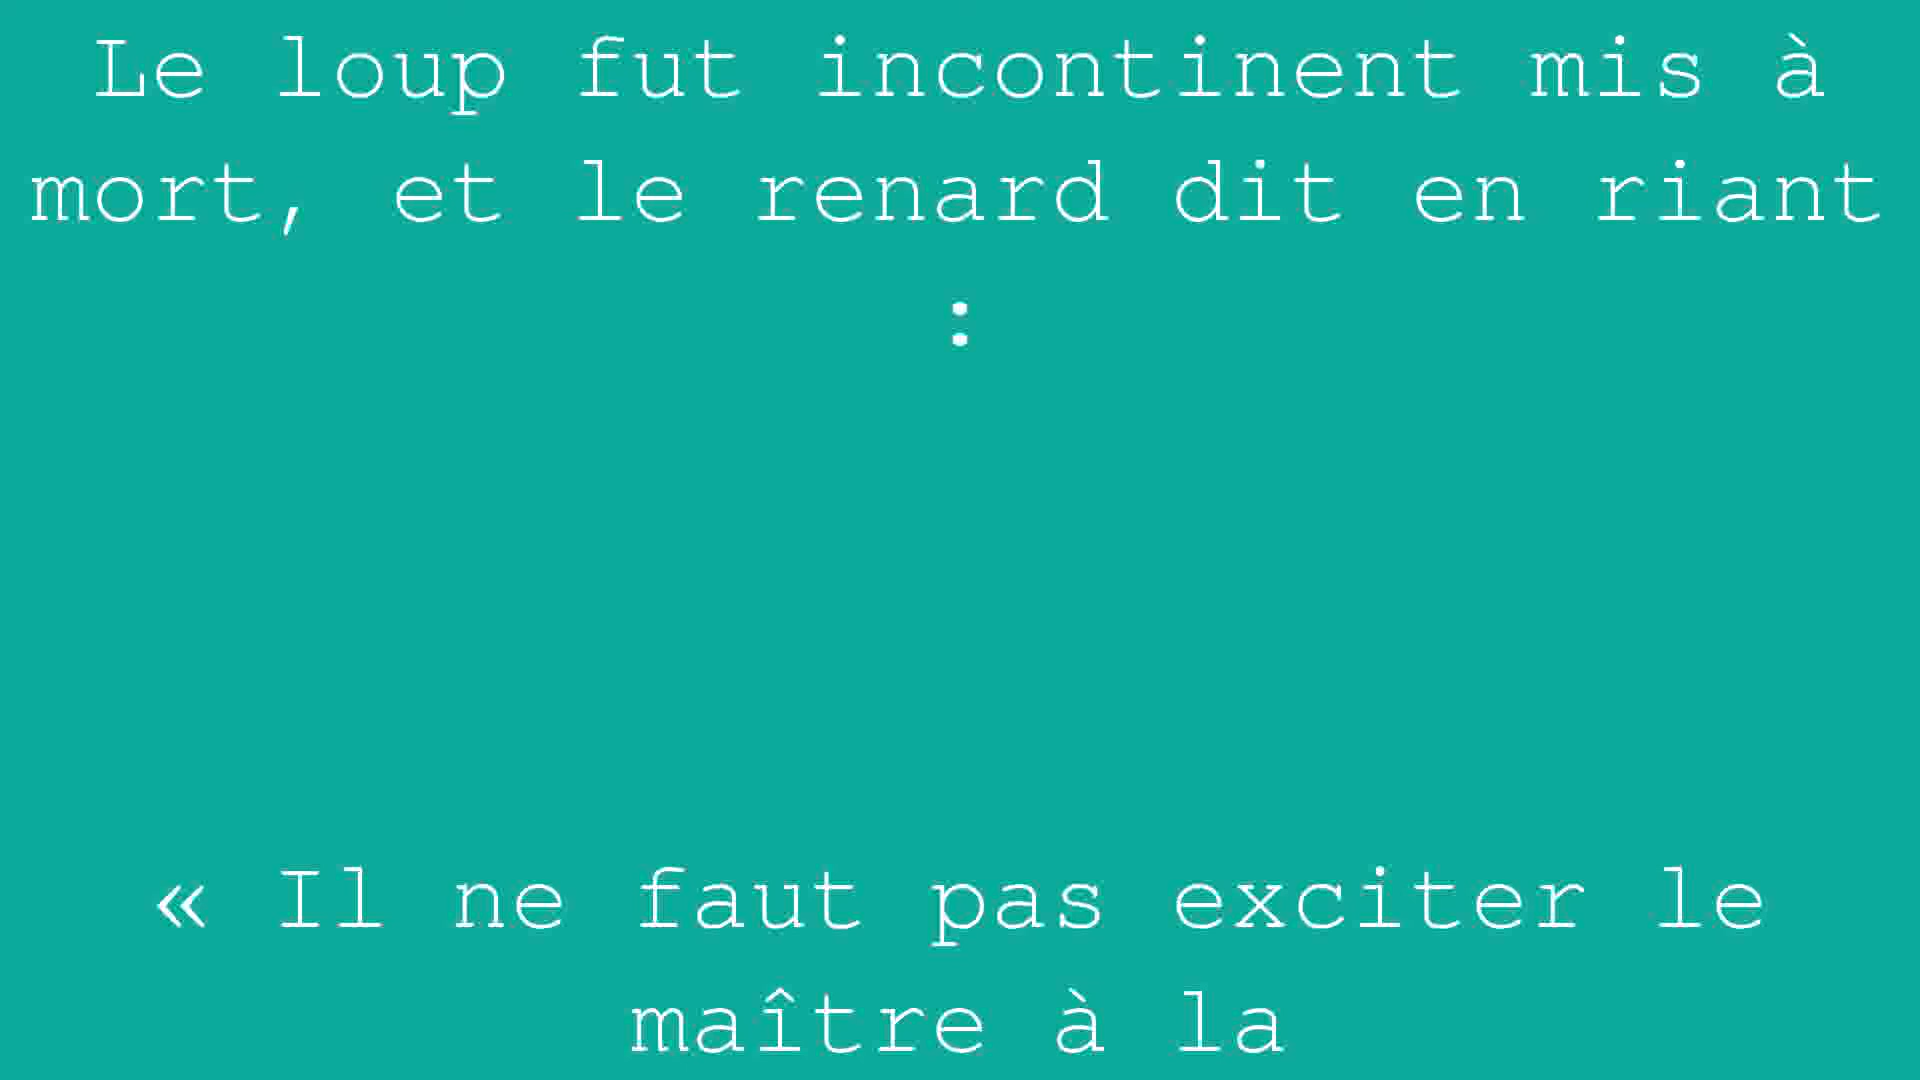 Le loup fut incontinent mis à
mort, et le renard dit en riant
:
« Il ne faut pas exciter le
maître à la